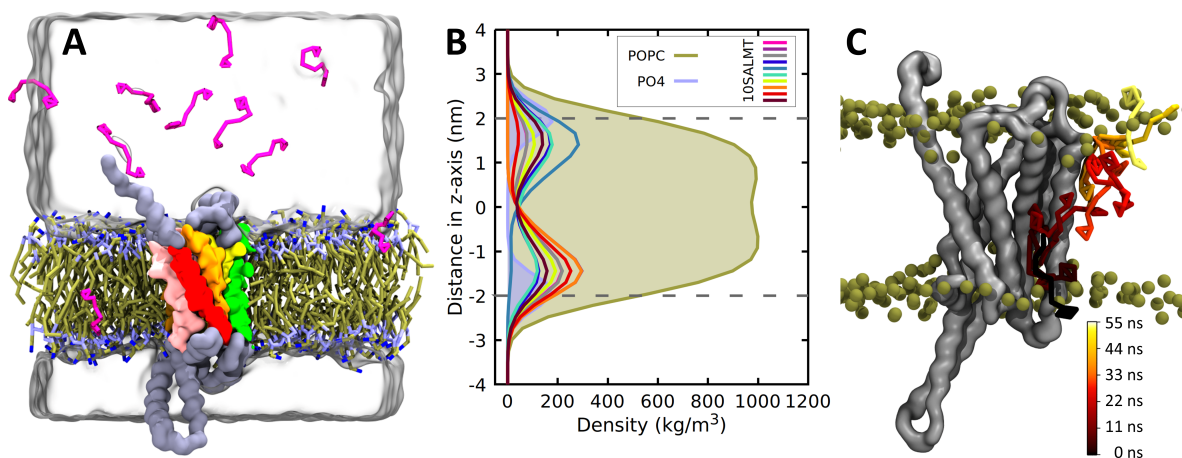 A
B
C
4
3
2
1
0
-1
-2
-3
-4
Distance in z-axis (nm)
POPC
PO4
10SALMT
0 200 400 600 800 1000 1200
Density (kg/m³)
55 ns
44 ns
33 ns
22 ns
11 ns
0 ns